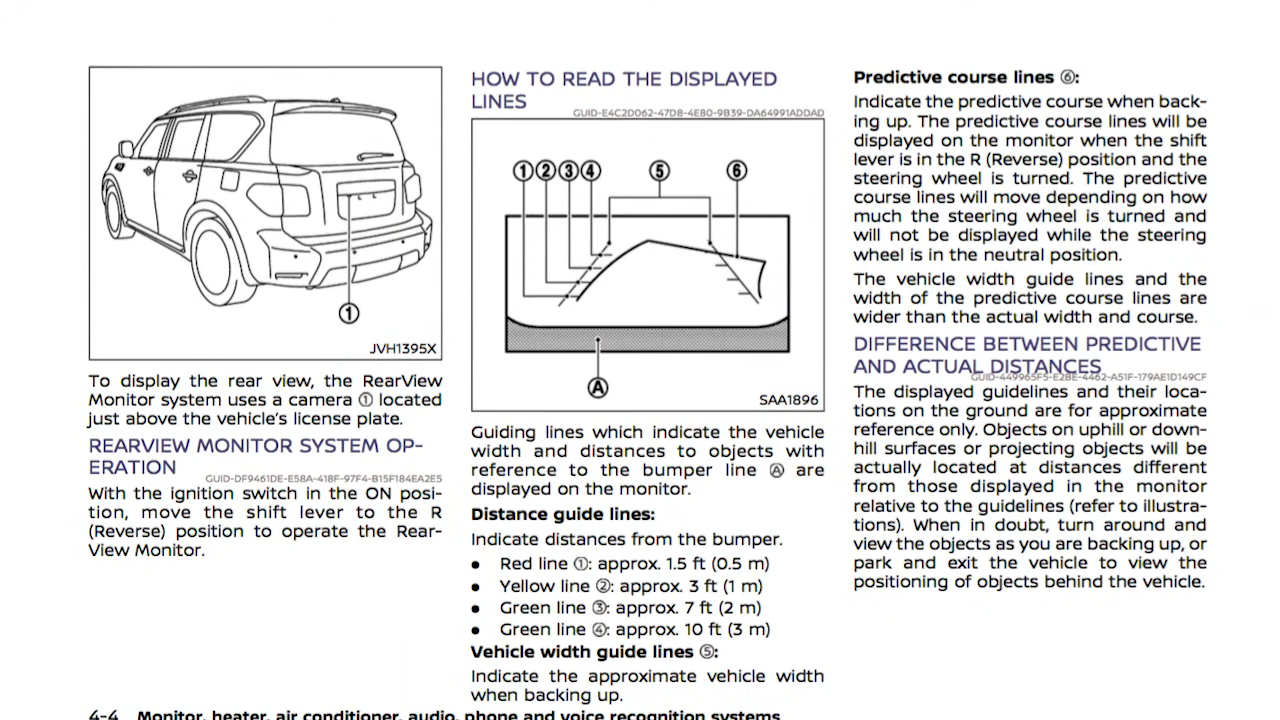 ①
JVH1395X
To display the rear view, the RearView
Monitor system uses a camera ① located
just above the vehicle's license plate.
REARVIEW MONITOR SYSTEM OP-
ERATION
GUID-DF9461DE-E58A-418F-97F4-B15F184EA2E5
With the ignition switch in the ON posi-
tion, move the shift lever to the R
(Reverse) position to operate the Rear-
View Monitor.
HOW TO READ THE DISPLAYED
LINES
GUID-E4C2D062-47D8-4E80-9B39-DA64991ADDAD
① ② ③ ④ ⑤ ⑥
Ⓐ
SAA1896
Guiding lines which indicate the vehicle
width and distances to objects with
reference to the bumper line Ⓐ are
displayed on the monitor.
Distance guide lines:
Indicate distances from the bumper.
● Red line ①: approx. 1.5 ft (0.5 m)
● Yellow line ②: approx. 3 ft (1 m)
● Green line ③: approx. 7 ft (2 m)
● Green line ④: approx. 10 ft (3 m)
Vehicle width guide lines ⑤:
Indicate the approximate vehicle width
when backing up.
Predictive course lines ⑥:
Indicate the predictive course when back-
ing up. The predictive course lines will be
displayed on the monitor when the shift
lever is in the R (Reverse) position and the
steering wheel is turned. The predictive
course lines will move depending on how
much the steering wheel is turned and
will not be displayed while the steering
wheel is in the neutral position.
The vehicle width guide lines and the
width of the predictive course lines are
wider than the actual width and course.
DIFFERENCE BETWEEN PREDICTIVE
AND ACTUAL DISTANCES
GUID-449965F5-E2BE-4462-A51F-179AE1D149CF
The displayed guidelines and their loca-
tions on the ground are for approximate
reference only. Objects on uphill or down-
hill surfaces or projecting objects will be
actually located at distances different
from those displayed in the monitor
relative to the guidelines (refer to illustra-
tions). When in doubt, turn around and
view the objects as you are backing up, or
park and exit the vehicle to view the
positioning of objects behind the vehicle.
4-4 Monitor, heater, air conditioner, audio, phone and voice recognition systems